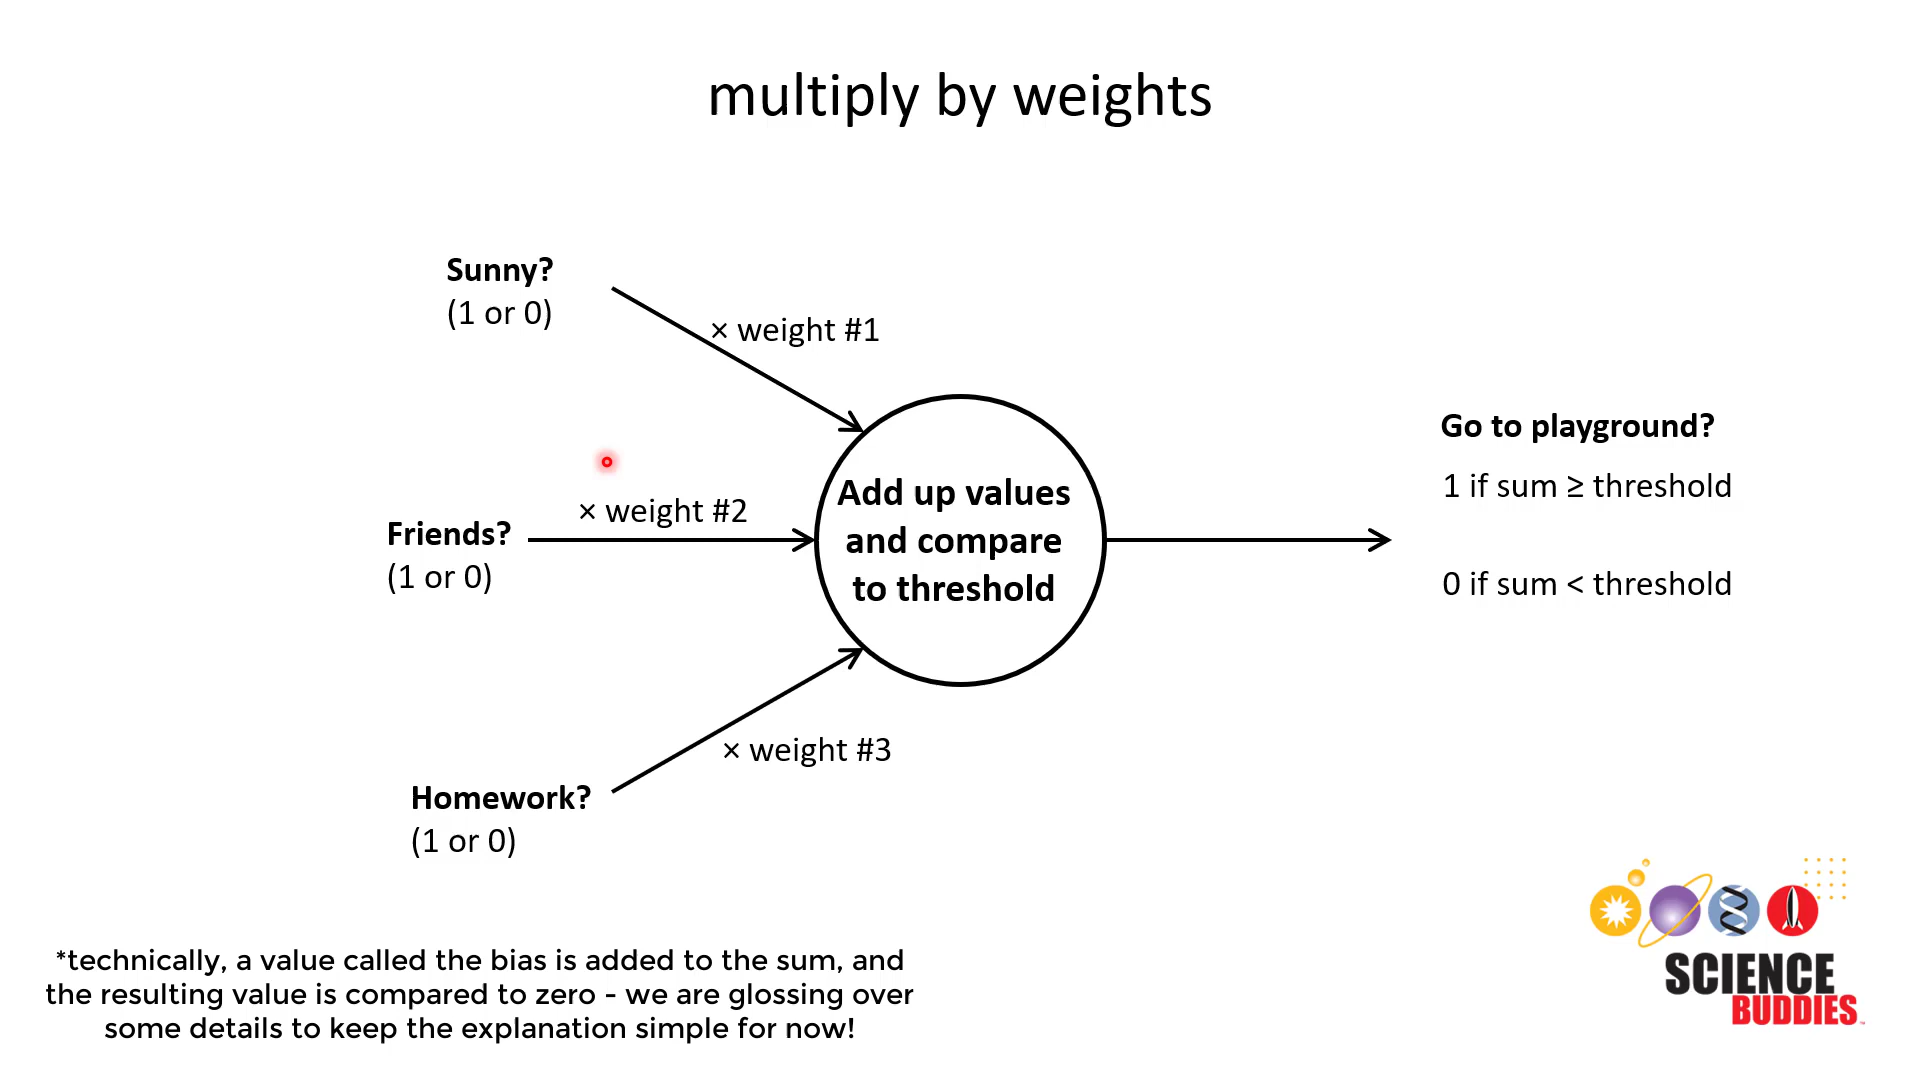 multiply by weights
Sunny?
(1 or 0)
× weight #1
Friends?
(1 or 0)
× weight #2
Homework?
(1 or 0)
× weight #3
Add up values
and compare
to threshold
Go to playground?
1 if sum ≥ threshold
0 if sum < threshold
*technically, a value called the bias is added to the sum, and
the resulting value is compared to zero - we are glossing over
some details to keep the explanation simple for now!
SCIENCE
BUDDIES